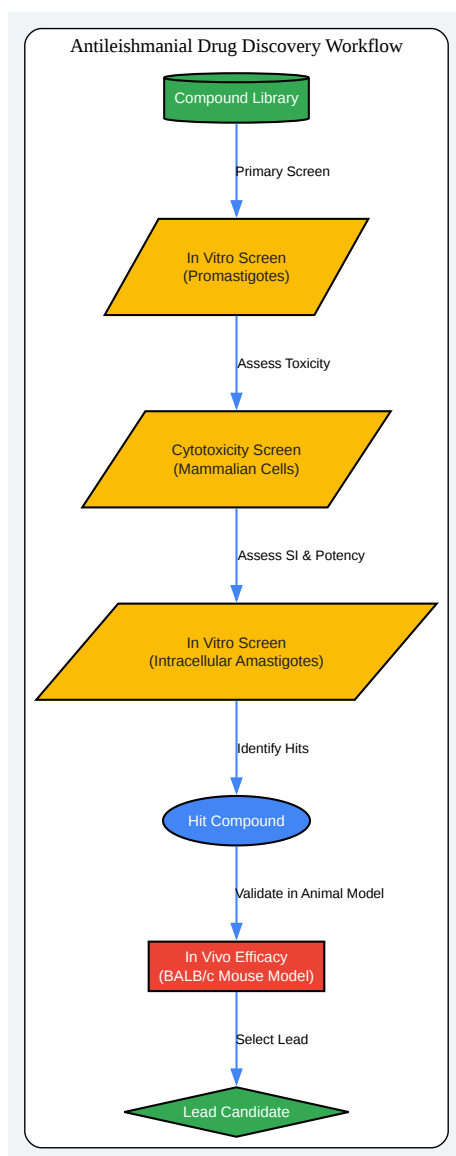 Antileishmanial Drug Discovery Workflow
Compound Library
Primary Screen
In Vitro Screen
(Promastigotes)
Assess Toxicity
Cytotoxicity Screen
(Mammalian Cells)
Assess SI & Potency
In Vitro Screen
(Intracellular Amastigotes)
Identify Hits
Hit Compound
Validate in Animal Model
In Vivo Efficacy
(BALB/c Mouse Model)
Select Lead
Lead Candidate